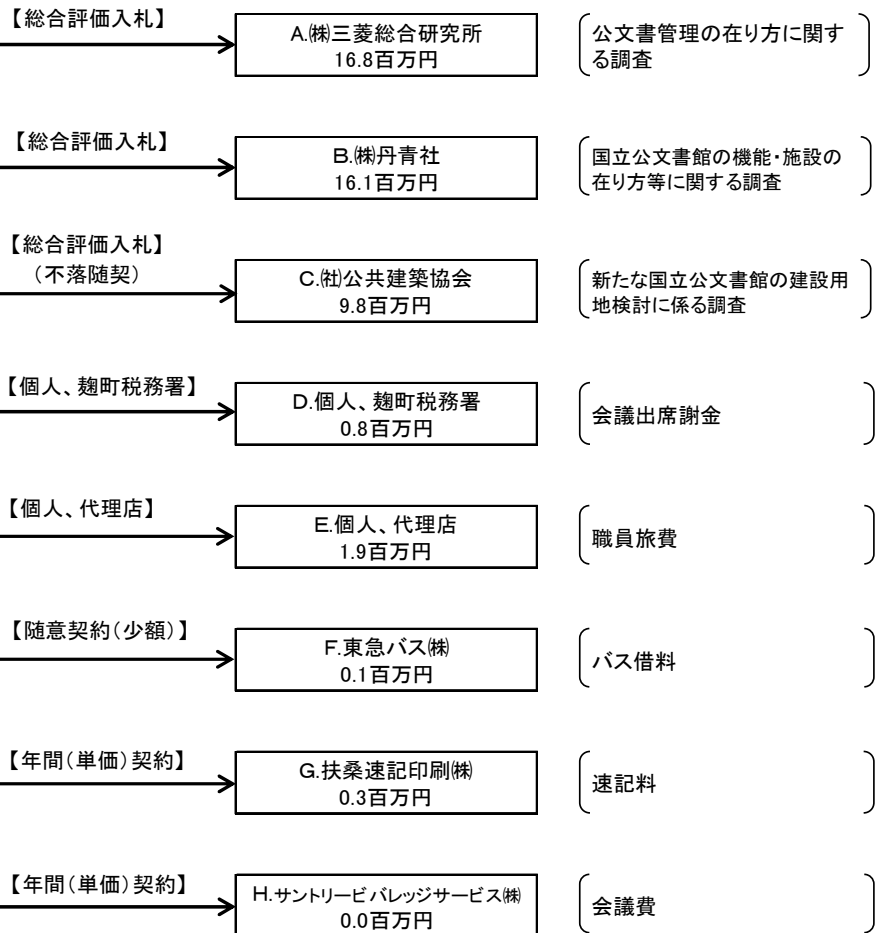 【総合評価入札】
A.㈱三菱総合研究所
16.8百万円
公文書管理の在り方に関す
る調査
【総合評価入札】
B.㈱丹青社
16.1百万円
国立公文書館の機能・施設の
在り方等に関する調査
【総合評価入札】
（不落随契）
C.㈳公共建築協会
9.8百万円
新たな国立公文書館の建設用
地検討に係る調査
【個人、麹町税務署】
D.個人、麹町税務署
0.8百万円
会議出席謝金
【個人、代理店】
E.個人、代理店
1.9百万円
職員旅費
【随意契約（少額）】
F.東急バス㈱
0.1百万円
バス借料
【年間（単価）契約】
G.扶桑速記印刷㈱
0.3百万円
速記料
【年間（単価）契約】
H.サントリービバレッジサービス㈱
0.0百万円
会議費